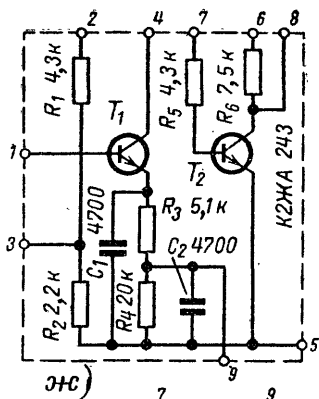 2 4 7 6 8
R1 4,3к
T1
R5 4,3к
R6 7,5к
1
T2
К2ЖА 243
4700
C1
R3 5,1к
3
C2 4700
R2 2,2к
R4 20к
5
9
ж)
7 9